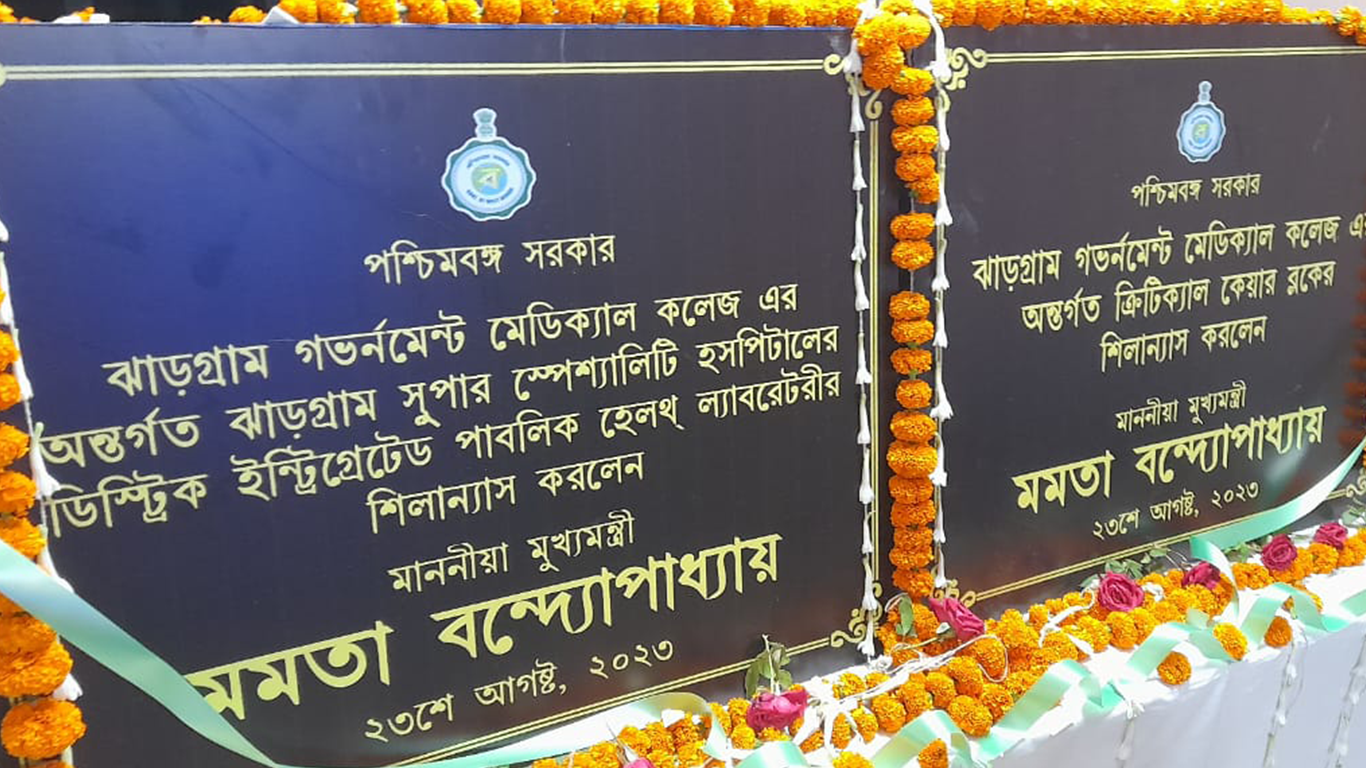 পশ্চিমবঙ্গ সরকার
ঝাড়গ্রাম গভর্নমেন্ট মেডিক্যাল কলেজ এর
অন্তর্গত ঝাড়গ্রাম সুপার স্পেশ্যালিটি হসপিটালের
ডিস্ট্রিক ইন্ট্রিগ্রেটেড পাবলিক হেলথ্ ল্যাবরেটরীর
শিলান্যাস করলেন
মাননীয়া মুখ্যমন্ত্রী
মমতা বন্দ্যোপাধ্যায়
২৩শে আগষ্ট, ২০২৩
পশ্চিমবঙ্গ সরকার
ঝাড়গ্রাম গভর্নমেন্ট মেডিক্যাল কলেজ এর
অন্তর্গত ক্রিটিক্যাল কেয়ার ব্লকের
শিলান্যাস করলেন
মাননীয়া মুখ্যমন্ত্রী
মমতা বন্দ্যোপাধ্যায়
২৩শে আগষ্ট, ২০২৩